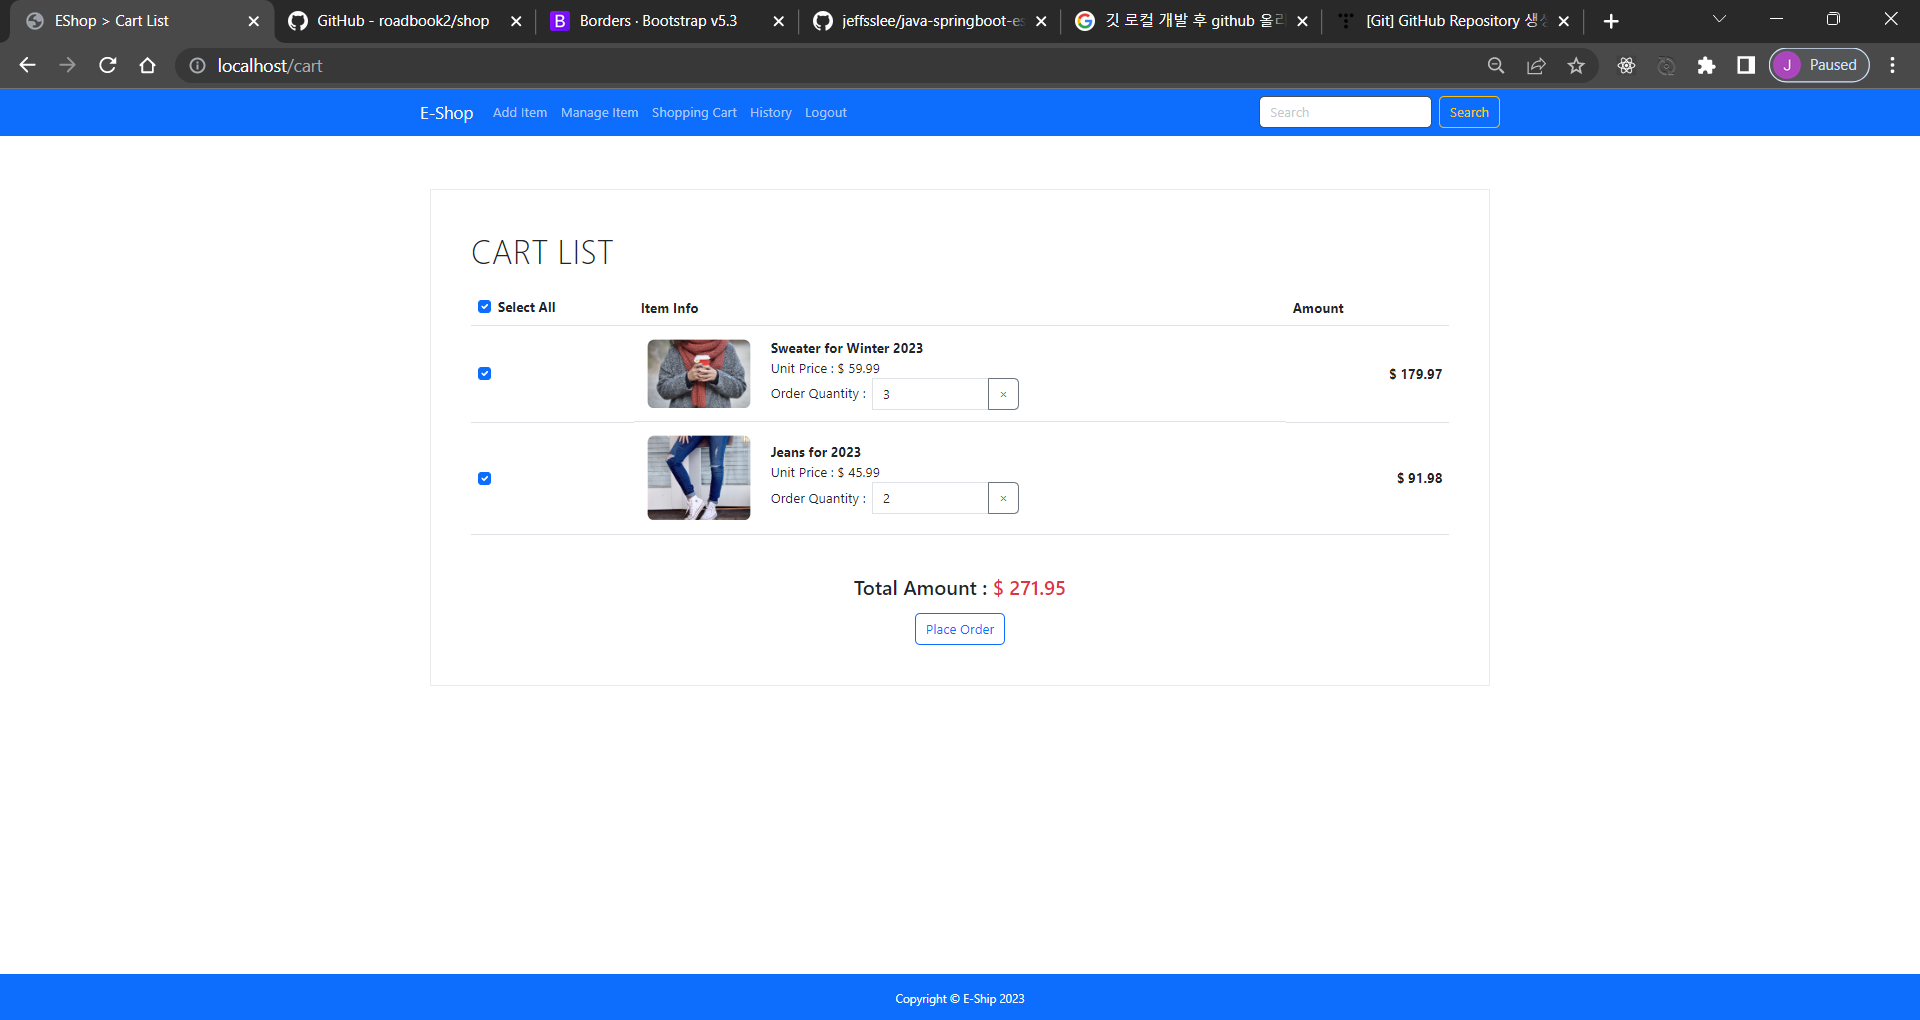 EShop > Cart List
GitHub - roadbook2/shop
Borders · Bootstrap v5.3
jeffsslee/java-springboot-es
깃 로컬 개발 후 github 올리
[Git] GitHub Repository 생성
localhost/cart
J Paused
E-Shop Add Item Manage Item Shopping Cart History Logout Search Search
CART LIST
Select All Item Info Amount
Sweater for Winter 2023
Unit Price : $ 59.99
Order Quantity : 3 ×
$ 179.97
Jeans for 2023
Unit Price : $ 45.99
Order Quantity : 2 ×
$ 91.98
Total Amount : $ 271.95
Place Order
Copyright © E-Ship 2023